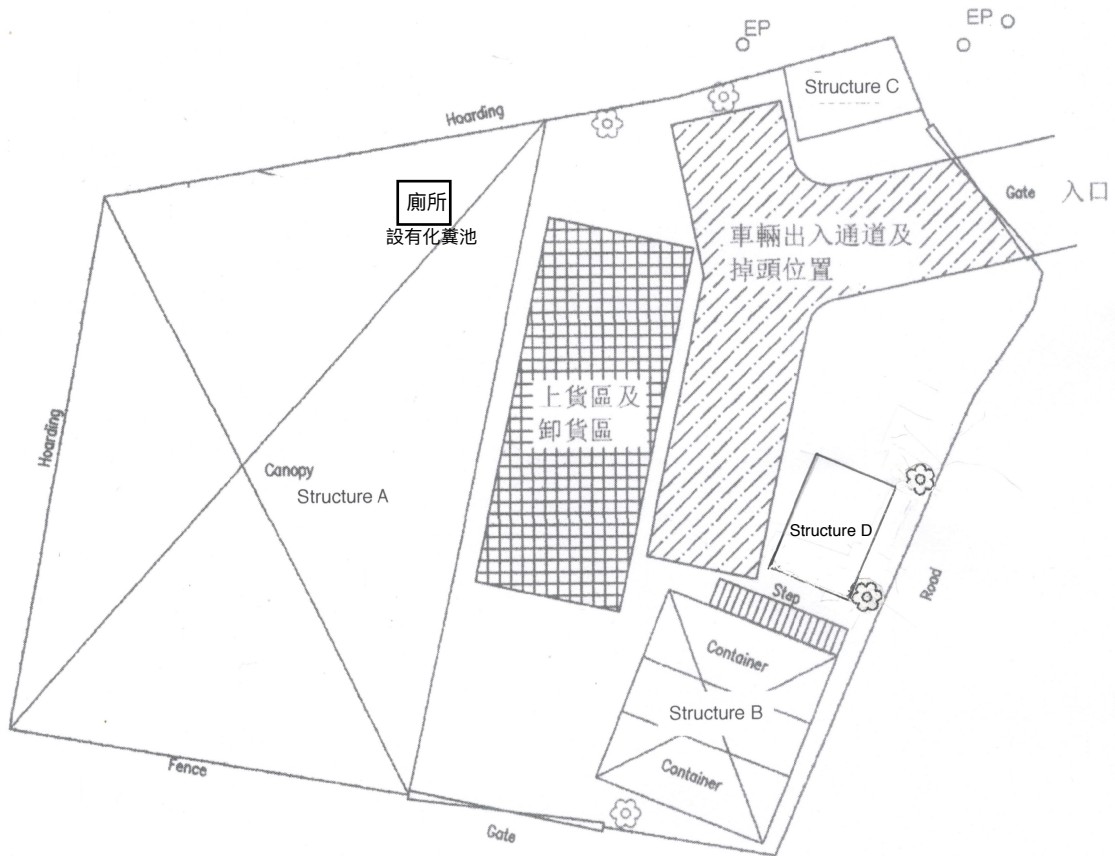 EP
EP
Structure C
Hoarding
Gate
入口
廁所
設有化糞池
車輛出入通道及
掉頭位置
上貨區及
卸貨區
Hoarding
Canopy
Structure A
Structure D
Road
Step
Container
Structure B
Container
Fence
Gate